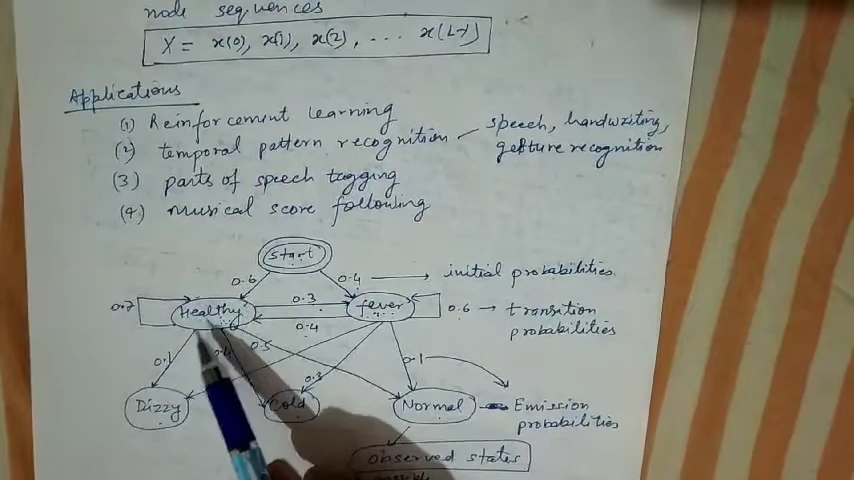 node sequences
X = x(0), x(1), x(2), ... x(L-1)
Applications
(1) Reinforcement learning
(2) temporal pattern recognition – speech, handwriting,
gesture recognition
(3) parts of speech tagging
(4) Musical score following
start
0.6 0.4 → initial probabilities
0.7 Healthy 0.3 fever 0.6 → transition
0.4 probabilities
0.1 0.4 0.5 0.3 0.1
Dizzy Cold Normal Emission
probabilities
observed states